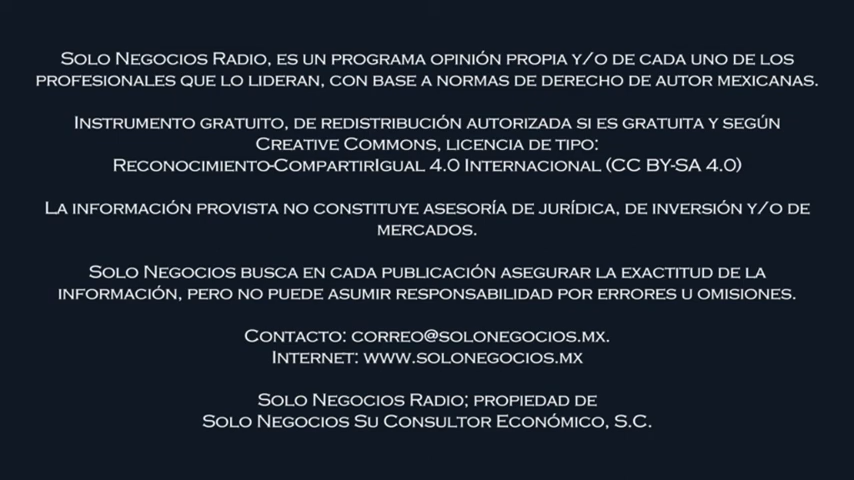 Solo Negocios Radio, es un programa opinión propia y/o de cada uno de los
profesionales que lo lideran, con base a normas de derecho de autor mexicanas.
Instrumento gratuito, de redistribución autorizada si es gratuita y según
Creative Commons, licencia de tipo:
Reconocimiento-CompartirIgual 4.0 Internacional (CC BY-SA 4.0)
La información provista no constituye asesoría de jurídica, de inversión y/o de
mercados.
Solo Negocios busca en cada publicación asegurar la exactitud de la
información, pero no puede asumir responsabilidad por errores u omisiones.
Contacto: correo@solonegocios.mx.
Internet: www.solonegocios.mx
Solo Negocios Radio; propiedad de
Solo Negocios Su Consultor Económico, S.C.